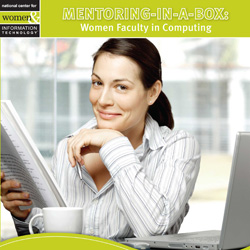 national center for
women&
INFORMATION
TECHNOLOGY
MENTORING-IN-A-BOX:
Women Faculty in Computing